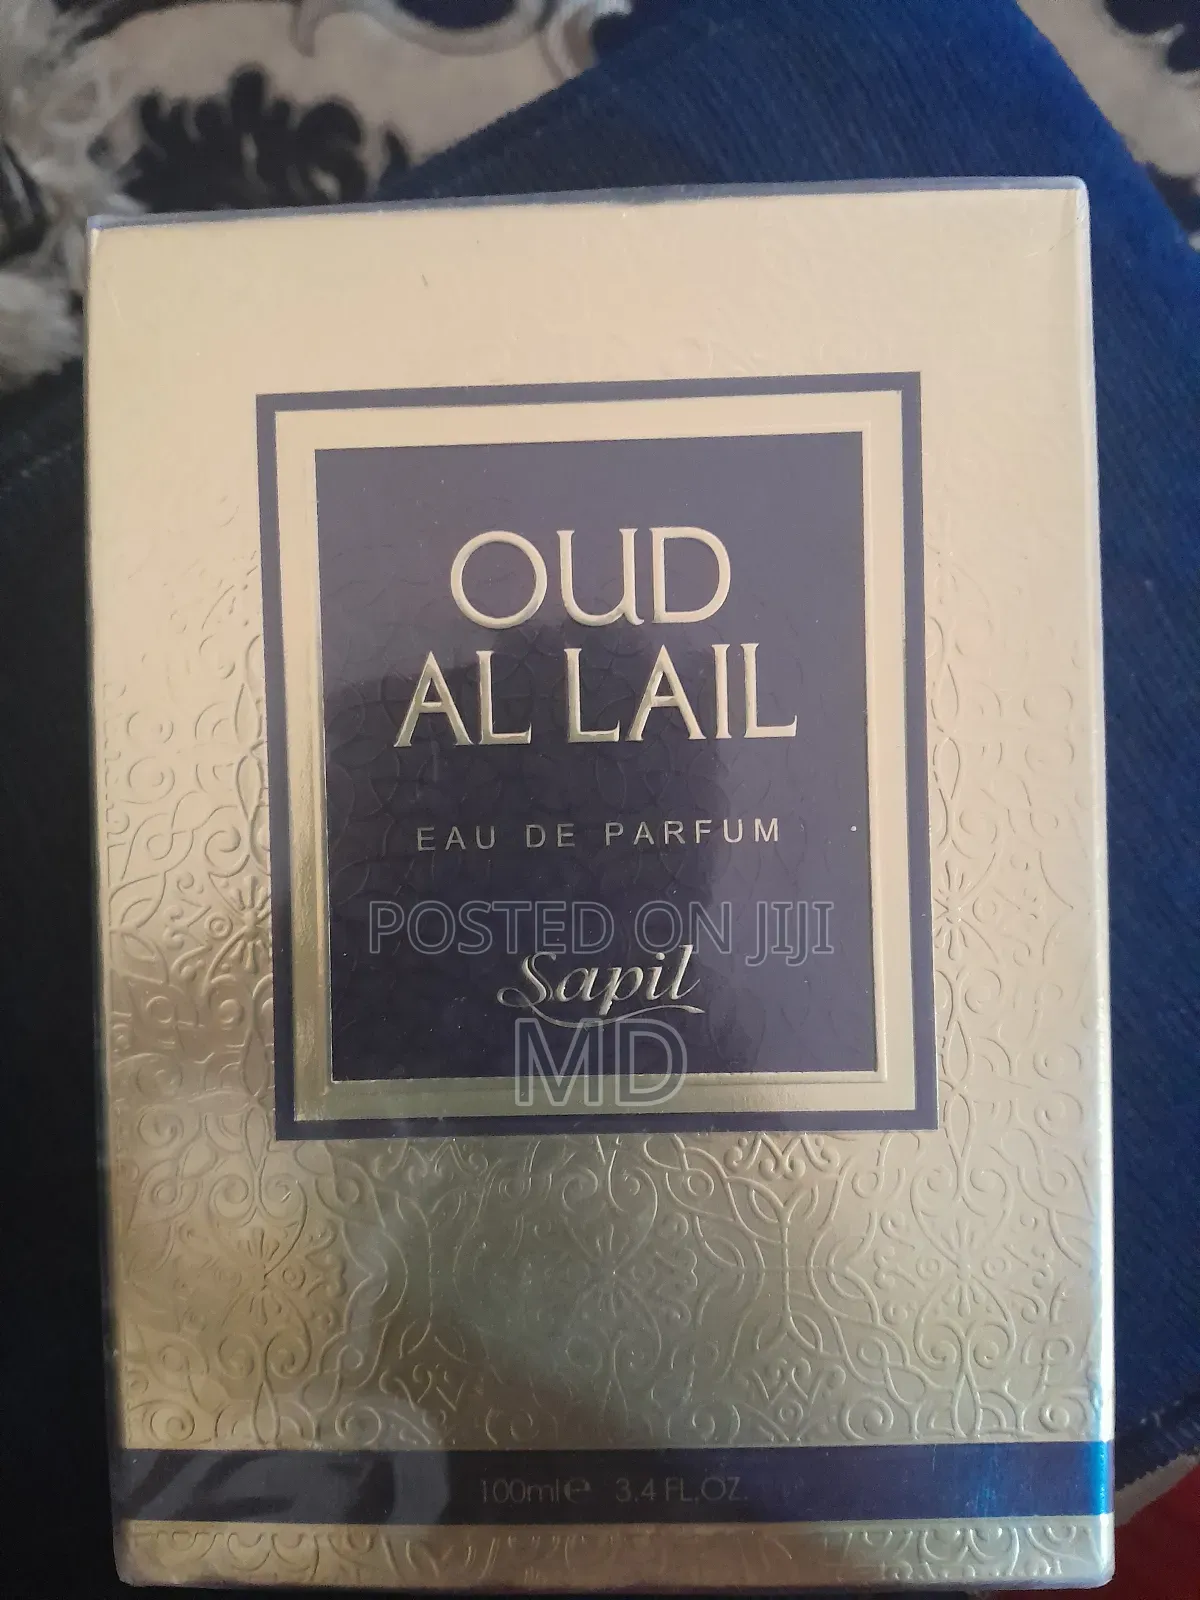 OUD
AL LAIL
EAU DE PARFUM
POSTED ON JIJI
Sapil
MD
100ml℮ 3.4 FL.OZ.